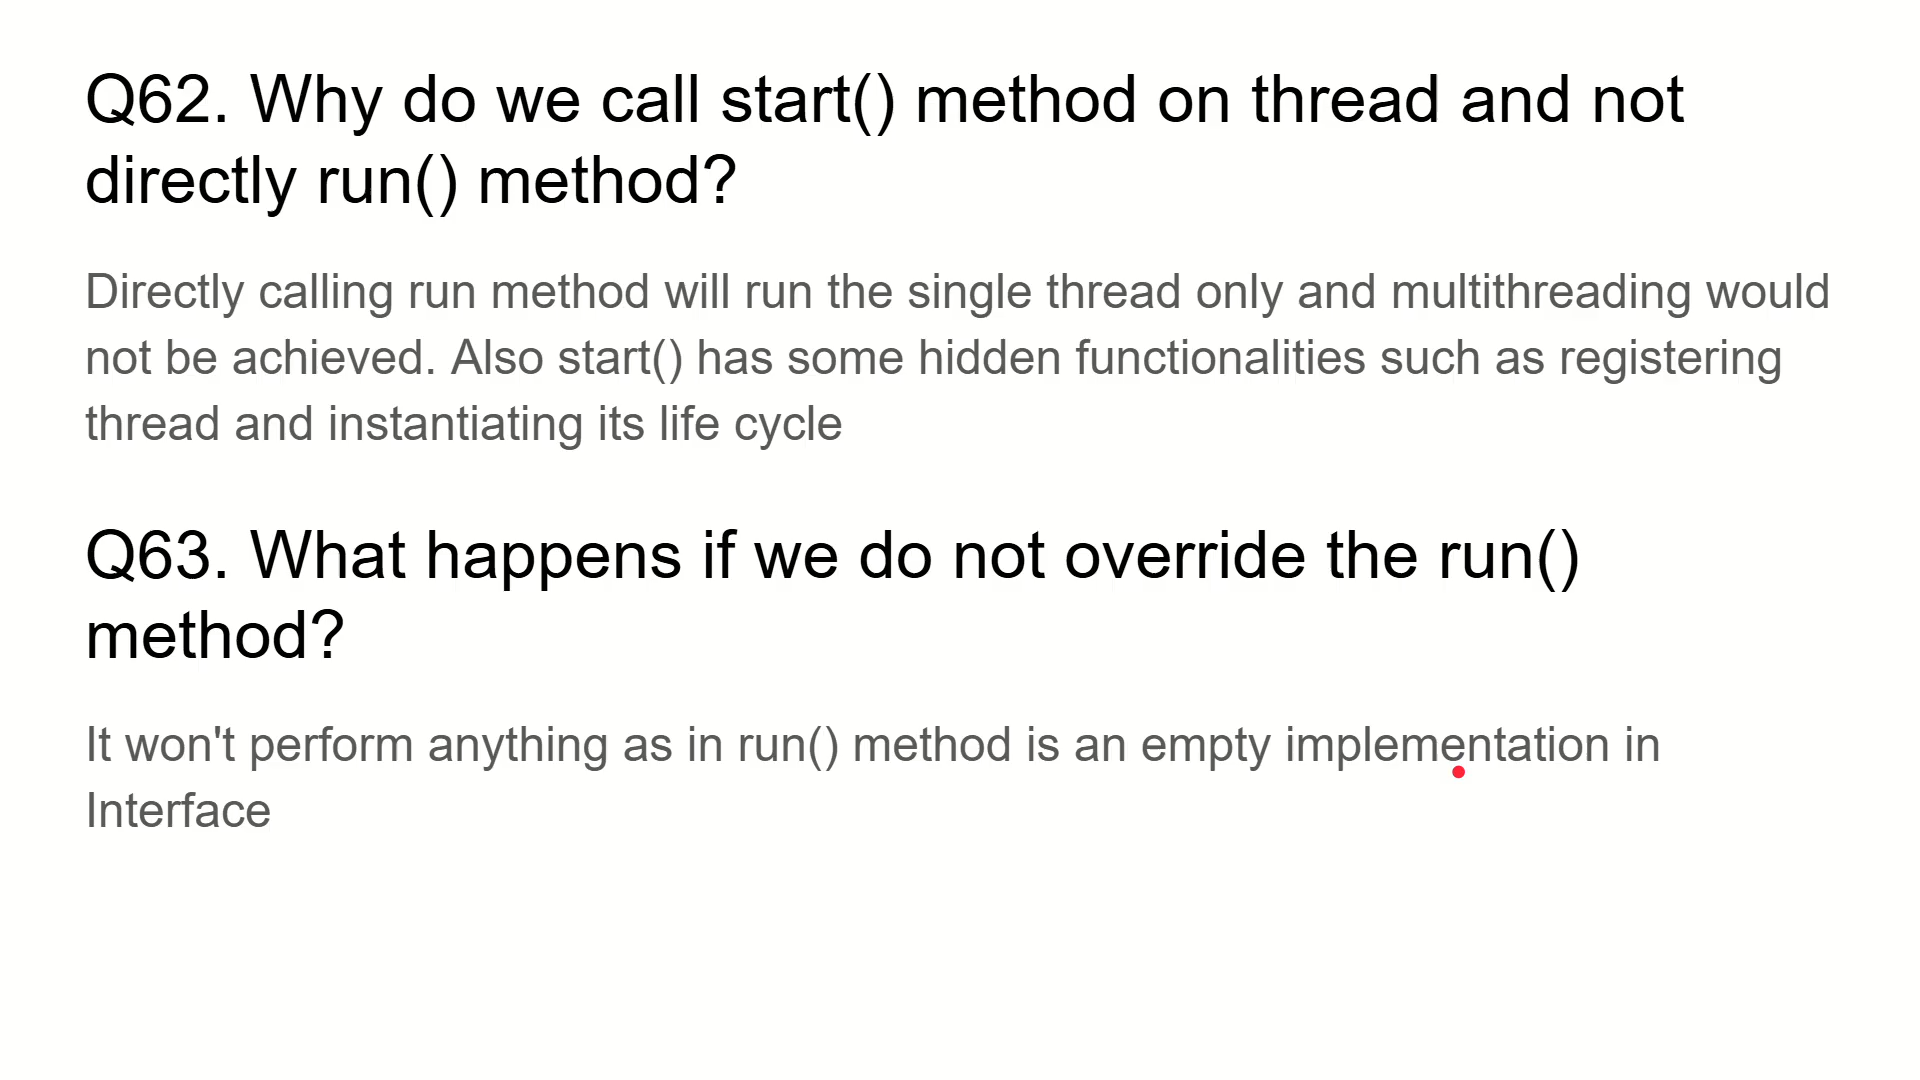 Q62. Why do we call start() method on thread and not
directly run() method?
Directly calling run method will run the single thread only and multithreading would
not be achieved. Also start() has some hidden functionalities such as registering
thread and instantiating its life cycle
Q63. What happens if we do not override the run()
method?
It won't perform anything as in run() method is an empty implementation in
Interface